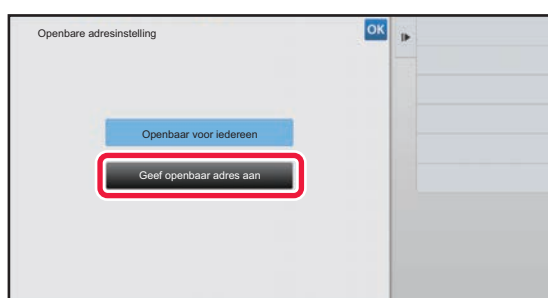 Openbare adresinstelling
OK
Openbaar voor iedereen
Geef openbaar adres aan